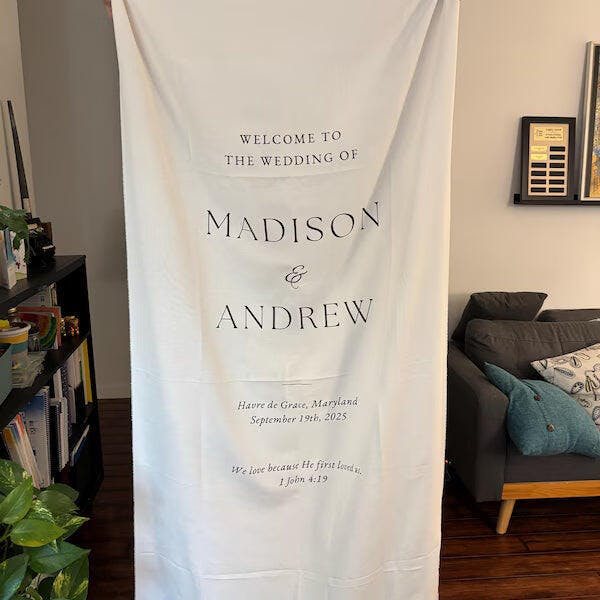 WELCOME TO
THE WEDDING OF
MADISON
&
ANDREW
Havre de Grace, Maryland
September 19th, 2025
We love because He first loved us.
1 John 4:19